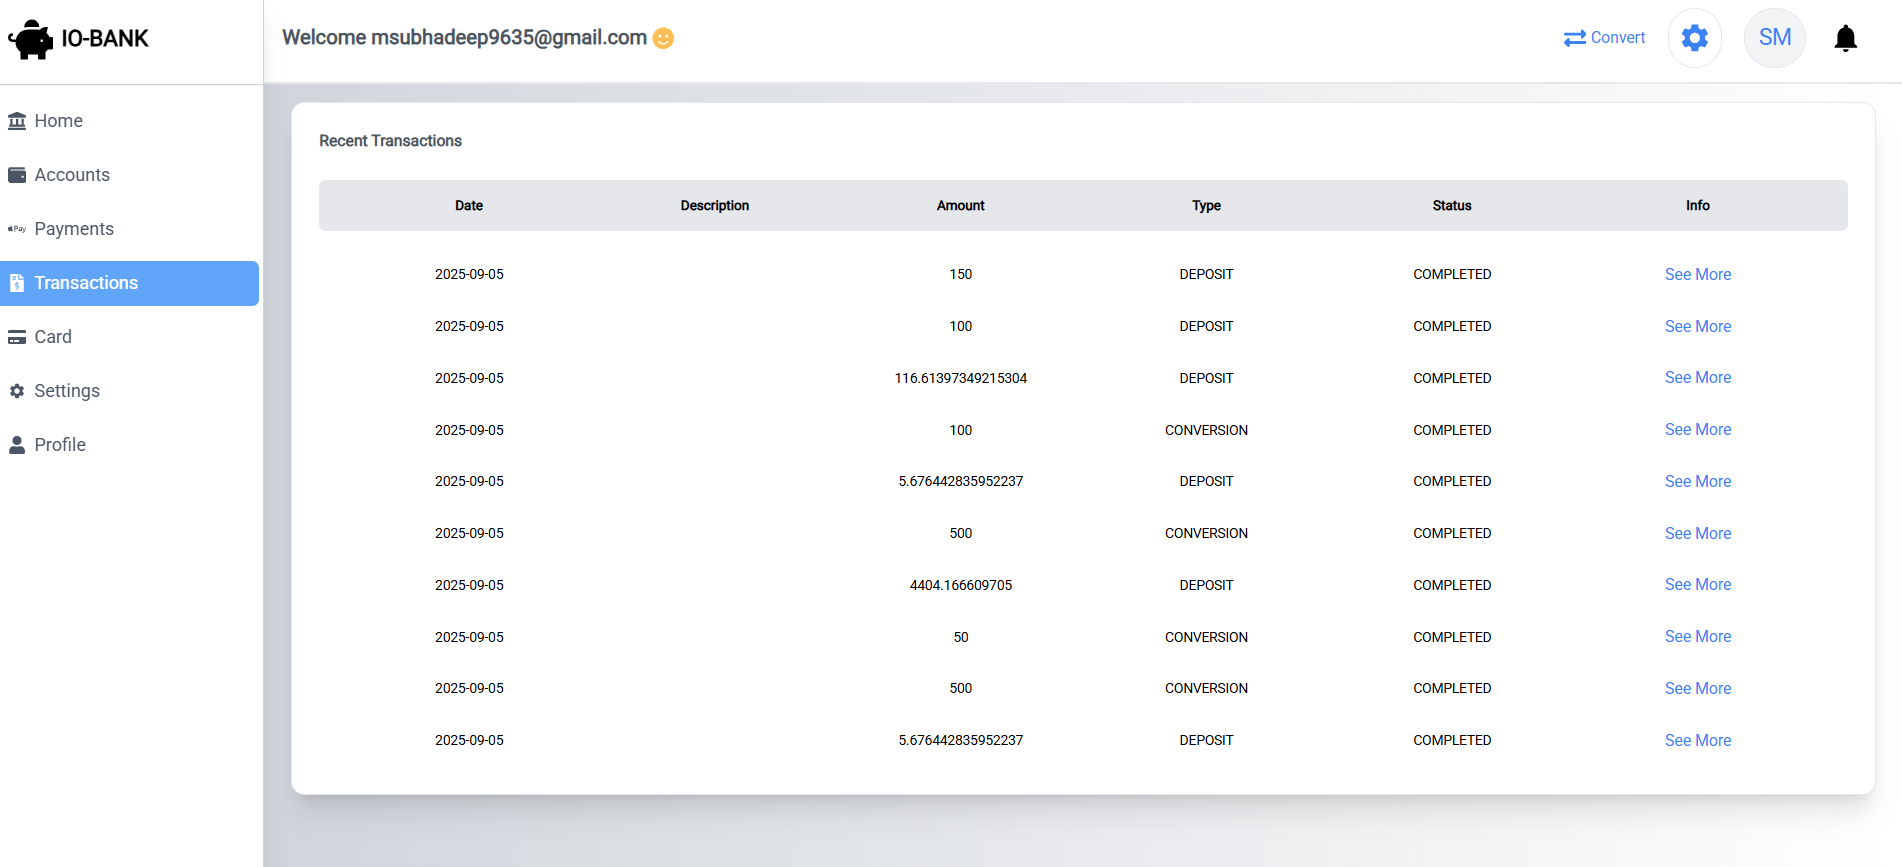 IO-BANK
Welcome msubhadeep9635@gmail.com
Convert
SM
Home
Accounts
Pay Payments
Transactions
Card
Settings
Profile
Recent Transactions
Date Description Amount Type Status Info
2025-09-05 150 DEPOSIT COMPLETED See More
2025-09-05 100 DEPOSIT COMPLETED See More
2025-09-05 116.61397349215304 DEPOSIT COMPLETED See More
2025-09-05 100 CONVERSION COMPLETED See More
2025-09-05 5.676442835952237 DEPOSIT COMPLETED See More
2025-09-05 500 CONVERSION COMPLETED See More
2025-09-05 4404.166609705 DEPOSIT COMPLETED See More
2025-09-05 50 CONVERSION COMPLETED See More
2025-09-05 500 CONVERSION COMPLETED See More
2025-09-05 5.676442835952237 DEPOSIT COMPLETED See More